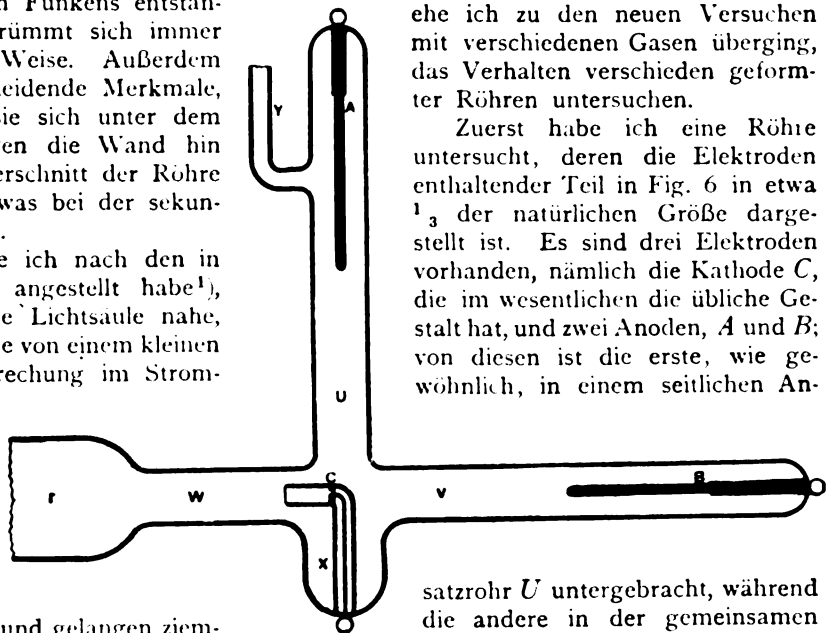 n Funkens entstan-
rümmt sich immer
Weise. Außerdem
eidende Merkmale,
sie sich unter dem
en die Wand hin
erschnitt der Röhre
was bei der sekun-
.
e ich nach den in
angestellt habe¹),
e Lichtsäule nahe,
e von einem kleinen
rechung im Strom-
Y
A
U
r
W
C
V
B
X
und gelangen ziem-
ehe ich zu den neuen Versuchen
mit verschiedenen Gasen überging,
das Verhalten verschieden geform-
ter Röhren untersuchen.
Zuerst habe ich eine Röhre
untersucht, deren die Elektroden
enthaltender Teil in Fig. 6 in etwa
¹ ₃ der natürlichen Größe darge-
stellt ist. Es sind drei Elektroden
vorhanden, nämlich die Kathode C,
die im wesentlichen die übliche Ge-
stalt hat, und zwei Anoden, A und B;
von diesen ist die erste, wie ge-
wöhnlich, in einem seitlichen An-
satzrohr U untergebracht, während
die andere in der gemeinsamen